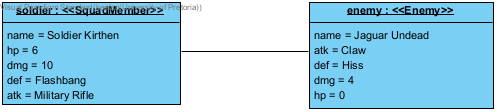 soldier : <<SquadMember>>
name = Soldier Kirthen
hp = 6
dmg = 10
def = Flashbang
atk = Military Rifle
enemy : <<Enemy>>
name = Jaguar Undead
atk = Claw
def = Hiss
dmg = 4
hp = 0